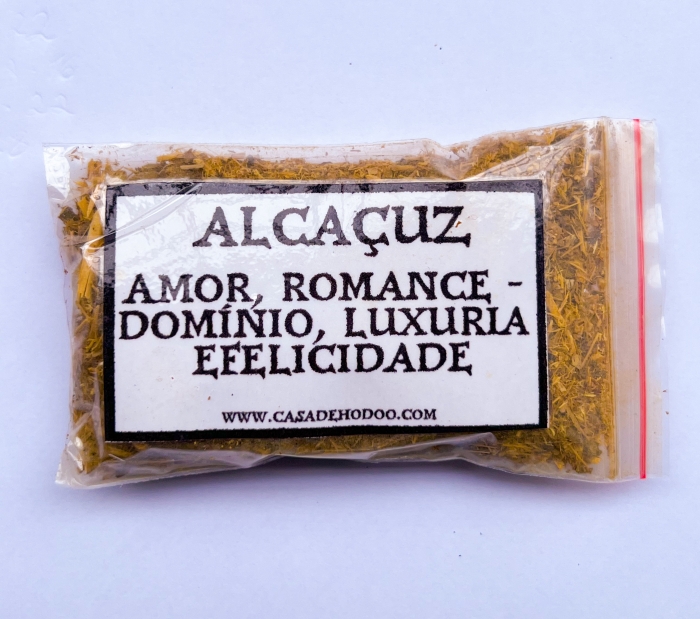 ALCAÇUZ
AMOR, ROMANCE -
DOMÍNIO, LUXURIA
EFELICIDADE
WWW.CASADEHODOO.COM